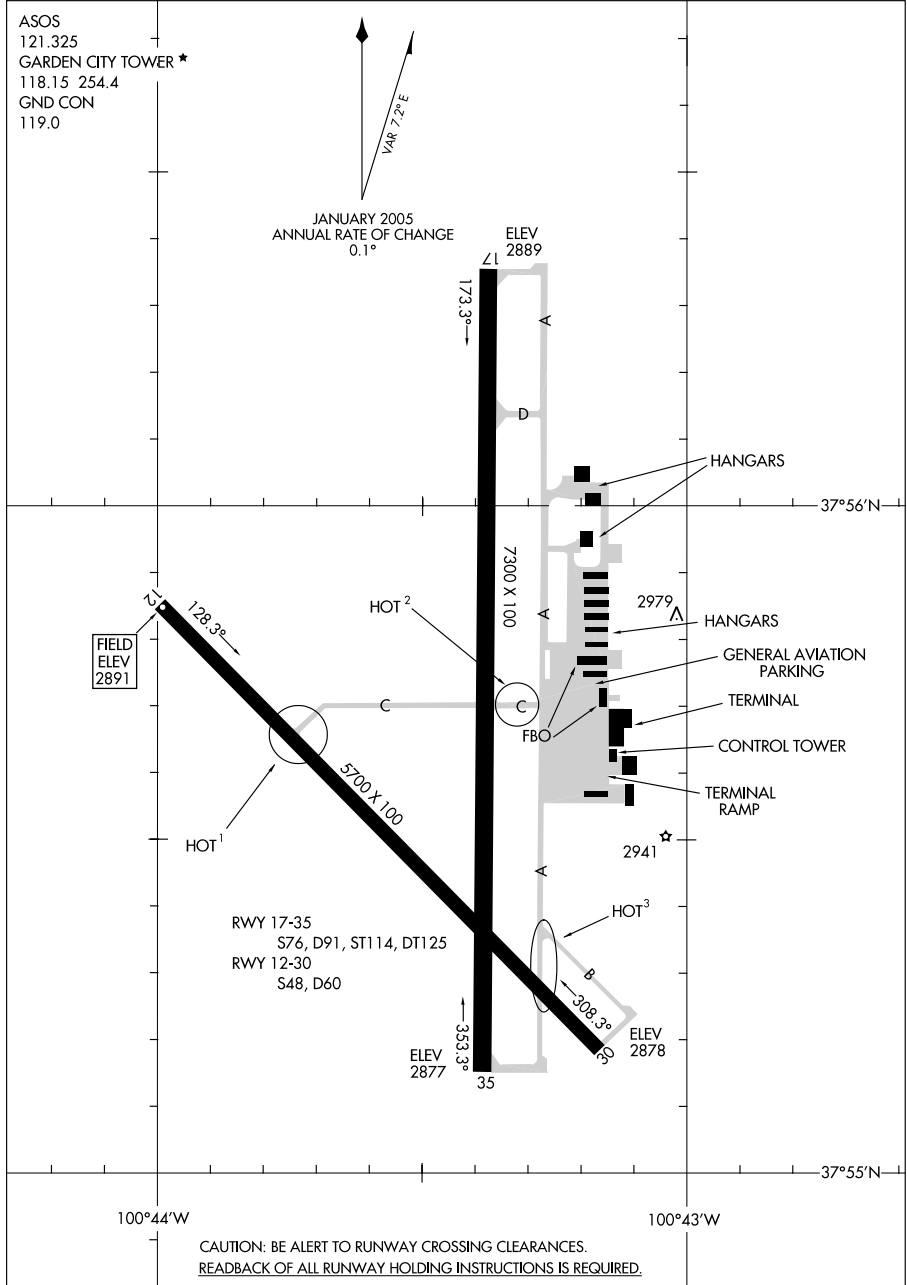 ASOS
121.325
GARDEN CITY TOWER
118.15 254.4
GND CON
119.0
VAR 7.2° E
JANUARY 2005
ANNUAL RATE OF CHANGE
0.1°
ELEV
2889
17
173.3°
A
D
HANGARS
37°56'N
7300 X 100
12
128.3°
HOT 2
A
2979
HANGARS
FIELD
ELEV
2891
GENERAL AVIATION
PARKING
C
C
TERMINAL
FBO
CONTROL TOWER
5700 X 100
TERMINAL
RAMP
HOT 1
2941
A
HOT 3
RWY 17-35
S76, D91, ST114, DT125
RWY 12-30
S48, D60
B
308.3°
353.3°
ELEV
2877
35
30
ELEV
2878
37°55'N
100°44'W
100°43'W
CAUTION: BE ALERT TO RUNWAY CROSSING CLEARANCES.
READBACK OF ALL RUNWAY HOLDING INSTRUCTIONS IS REQUIRED.